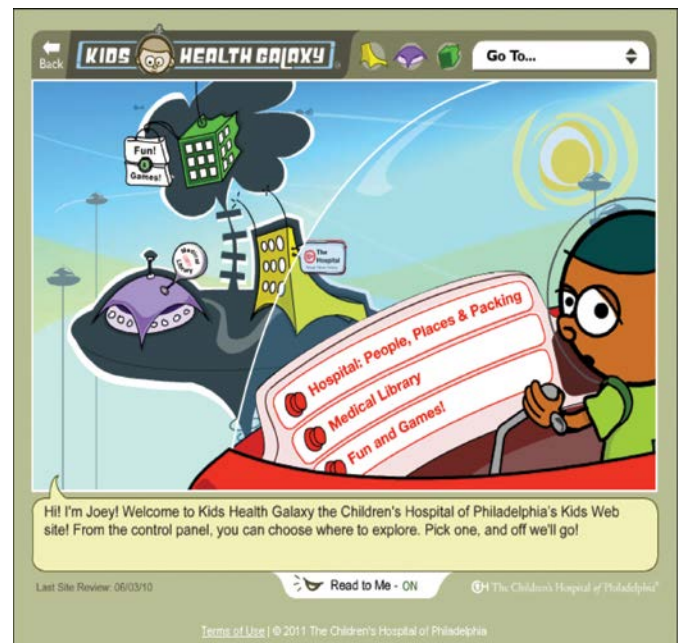 Back
KIDS HEALTH GALAXY
Go To...
Fun!
Games!
Medical
Library
The
Hospital
Hospital: People, Places & Packing
Medical Library
Fun and Games!
Hi! I'm Joey! Welcome to Kids Health Galaxy the Children's Hospital of Philadelphia's Kids Web
site! From the control panel, you can choose where to explore. Pick one, and off we'll go!
Last Site Review: 06/03/10
Read to Me - ON
The Children's Hospital of Philadelphia®
Terms of Use | © 2011 The Children's Hospital of Philadelphia